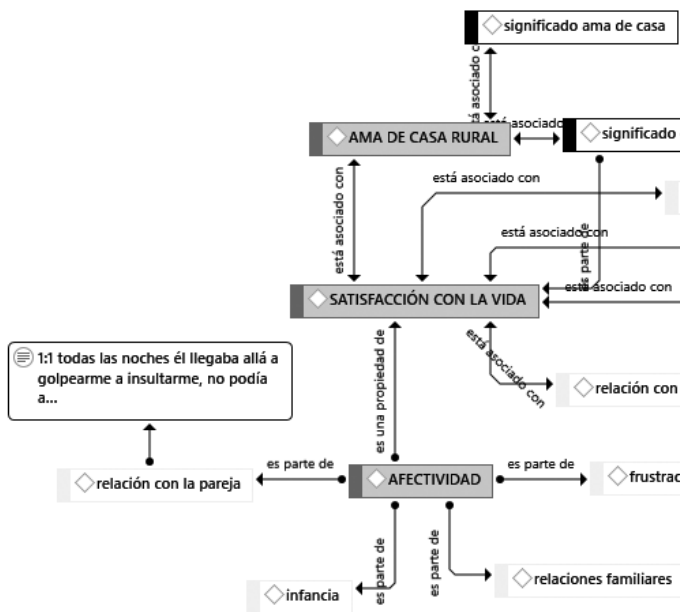 significado ama de casa
está asociado c
está asociado
AMA DE CASA RURAL
significado
está asociado con
está asociado con
está asociado con
es parte de
está asociado con
SATISFACCIÓN CON LA VIDA
1:1 todas las noches él llegaba allá a
golpearme a insultarme, no podía
a...
es una propiedad de
está asociado con
relación con
es parte de
es parte de
relación con la pareja
AFECTIVIDAD
frustrac
es parte de
es parte de
infancia
relaciones familiares